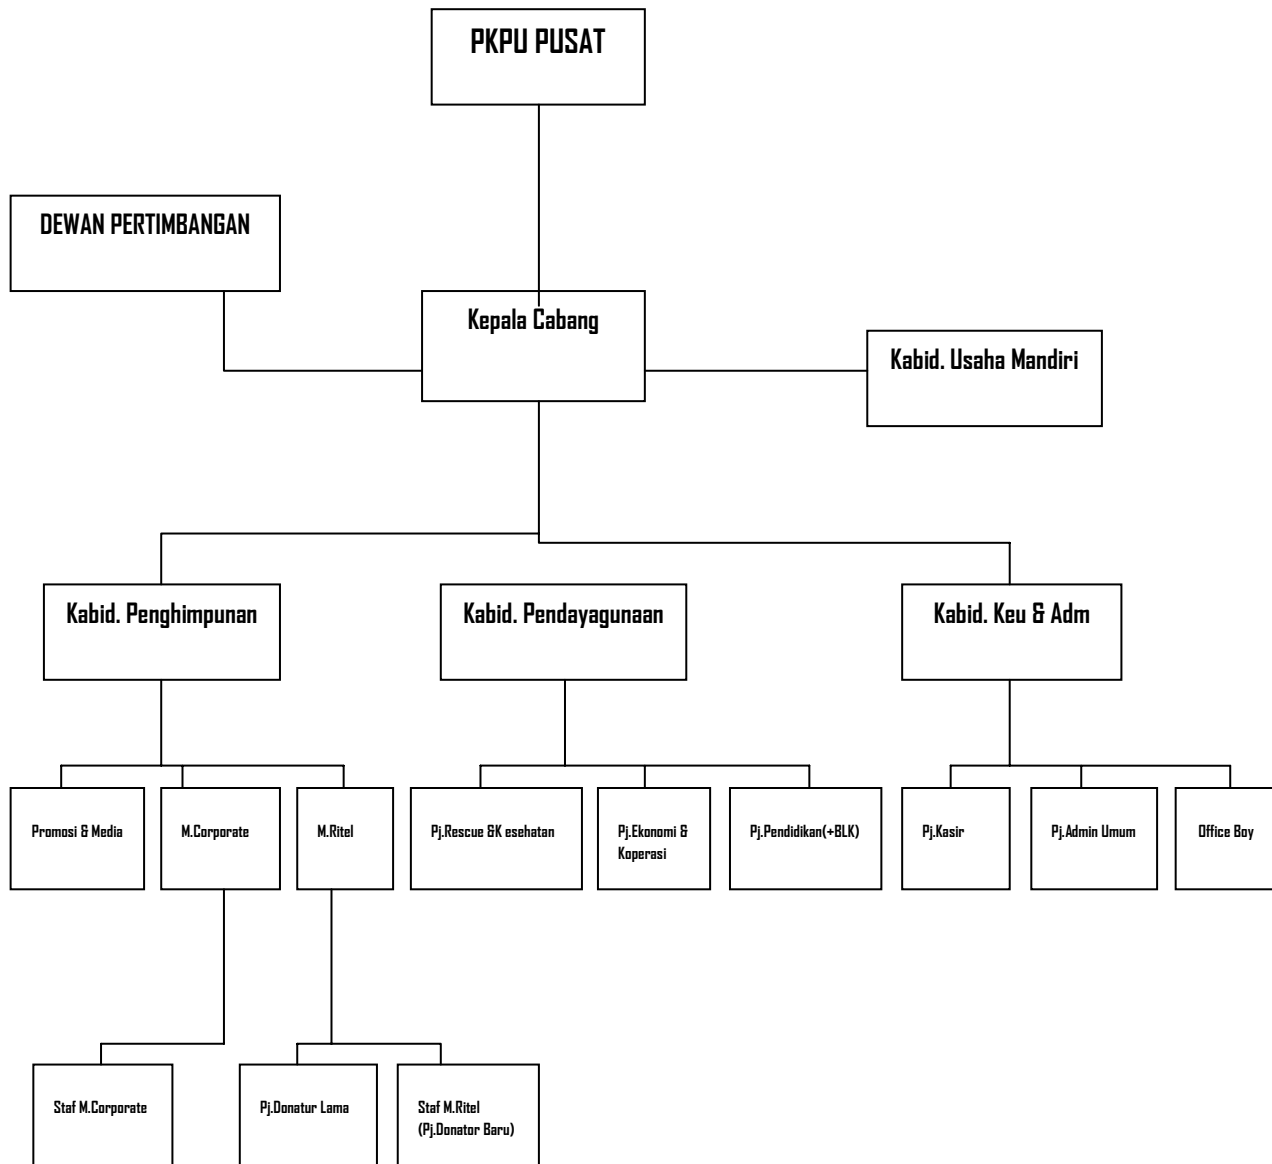 PKPU PUSAT
DEWAN PERTIMBANGAN
Kepala Cabang
Kabid. Usaha Mandiri
Kabid. Penghimpunan
Kabid. Pendayagunaan
Kabid. Keu & Adm
Promosi & Media
M.Corporate
M.Ritel
Pj.Rescue &K esehatan
Pj.Ekonomi &
Koperasi
Pj.Pendidikan(+BLK)
Pj.Kasir
Pj.Admin Umum
Office Boy
Staf M.Corporate
Pj.Donatur Lama
Staf M.Ritel
(Pj.Donator Baru)